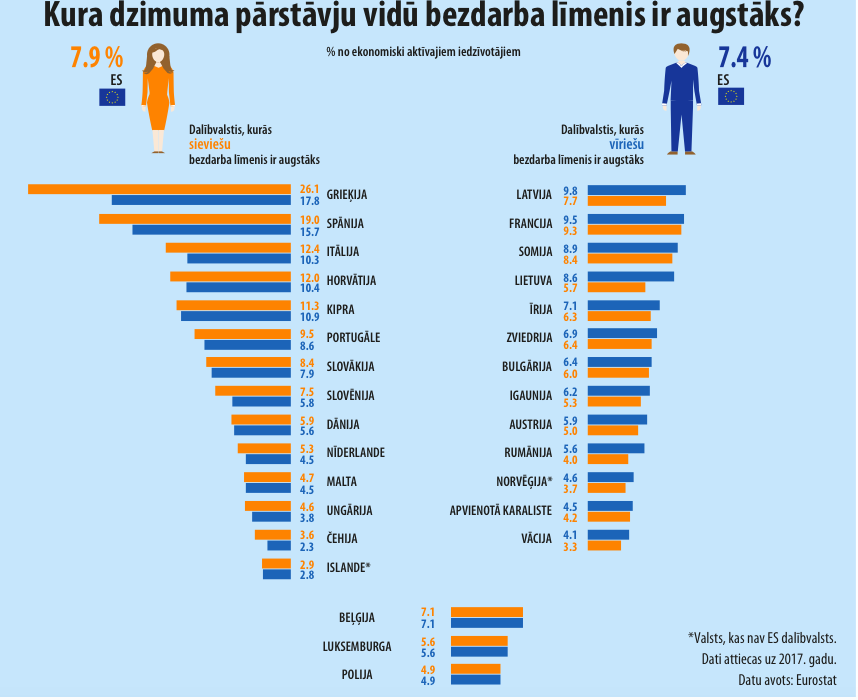 Kura dzimuma pārstāvju vidū bezdarba līmenis ir augstāks?
7.9 %
ES
% no ekonomiski aktīvajiem iedzīvotājiem
7.4 %
ES
Dalībvalstis, kurās
sieviešu
bezdarba līmenis ir augstāks
Dalībvalstis, kurās
vīriešu
bezdarba līmenis ir augstāks
26.1
17.8
GRIEĶIJA
19.0
15.7
SPĀNIJA
12.4
10.3
ITĀLIJA
12.0
10.4
HORVĀTIJA
11.3
10.9
KIPRA
9.5
8.6
PORTUGĀLE
8.4
7.9
SLOVĀKIJA
7.5
5.8
SLOVĒNIJA
5.9
5.6
DĀNIJA
5.3
4.5
NĪDERLANDE
4.7
4.5
MALTA
4.6
3.8
UNGĀRIJA
3.6
2.3
ČEHIJA
2.9
2.8
ISLANDE*
LATVIJA
9.8
7.7
FRANCIJA
9.5
9.3
SOMIJA
8.9
8.4
LIETUVA
8.6
5.7
ĪRIJA
7.1
6.3
ZVIEDRIJA
6.9
6.4
BULGĀRIJA
6.4
6.0
IGAUNIJA
6.2
5.3
AUSTRIJA
5.9
5.0
RUMĀNIJA
5.6
4.0
NORVĒĢIJA*
4.6
3.7
APVIENOTĀ KARALISTE
4.5
4.2
VĀCIJA
4.1
3.3
BEĻĢIJA
7.1
7.1
LUKSEMBURGA
5.6
5.6
POLIJA
4.9
4.9
*Valsts, kas nav ES dalībvalsts.
Dati attiecas uz 2017. gadu.
Datu avots: Eurostat